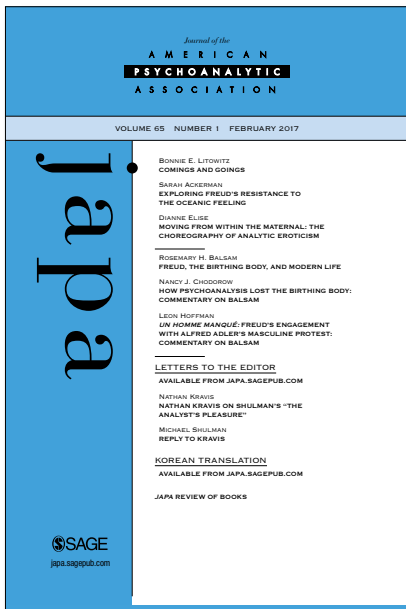 Journal of the
AMERICAN
PSYCHOANALYTIC
ASSOCIATION
VOLUME 65 NUMBER 1 FEBRUARY 2017
japa
BONNIE E. LITOWITZ
COMINGS AND GOINGS
SARAH ACKERMAN
EXPLORING FREUD'S RESISTANCE TO
THE OCEANIC FEELING
DIANNE ELISE
MOVING FROM WITHIN THE MATERNAL: THE
CHOREOGRAPHY OF ANALYTIC EROTICISM
ROSEMARY H. BALSAM
FREUD, THE BIRTHING BODY, AND MODERN LIFE
NANCY J. CHODOROW
HOW PSYCHOANALYSIS LOST THE BIRTHING BODY:
COMMENTARY ON BALSAM
LEON HOFFMAN
UN HOMME MANQUÉ: FREUD'S ENGAGEMENT
WITH ALFRED ADLER'S MASCULINE PROTEST:
COMMENTARY ON BALSAM
LETTERS TO THE EDITOR
AVAILABLE FROM JAPA.SAGEPUB.COM
NATHAN KRAVIS
NATHAN KRAVIS ON SHULMAN'S "THE
ANALYST'S PLEASURE"
MICHAEL SHULMAN
REPLY TO KRAVIS
KOREAN TRANSLATION
AVAILABLE FROM JAPA.SAGEPUB.COM
JAPA REVIEW OF BOOKS
SAGE
japa.sagepub.com